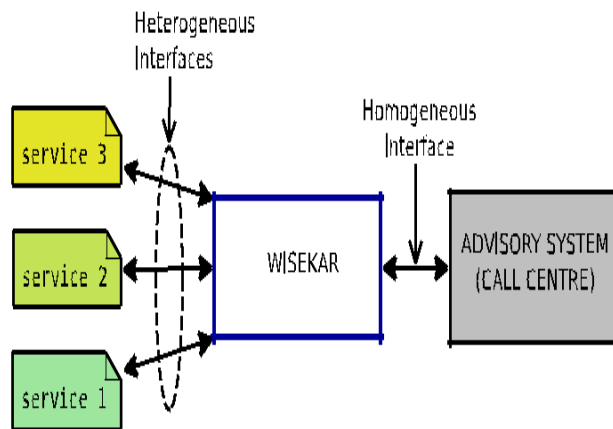 Heterogeneous
Interfaces
Homogeneous
Interface
service 3
service 2
service 1
WISEKAR
ADVISORY SYSTEM
(CALL CENTRE)